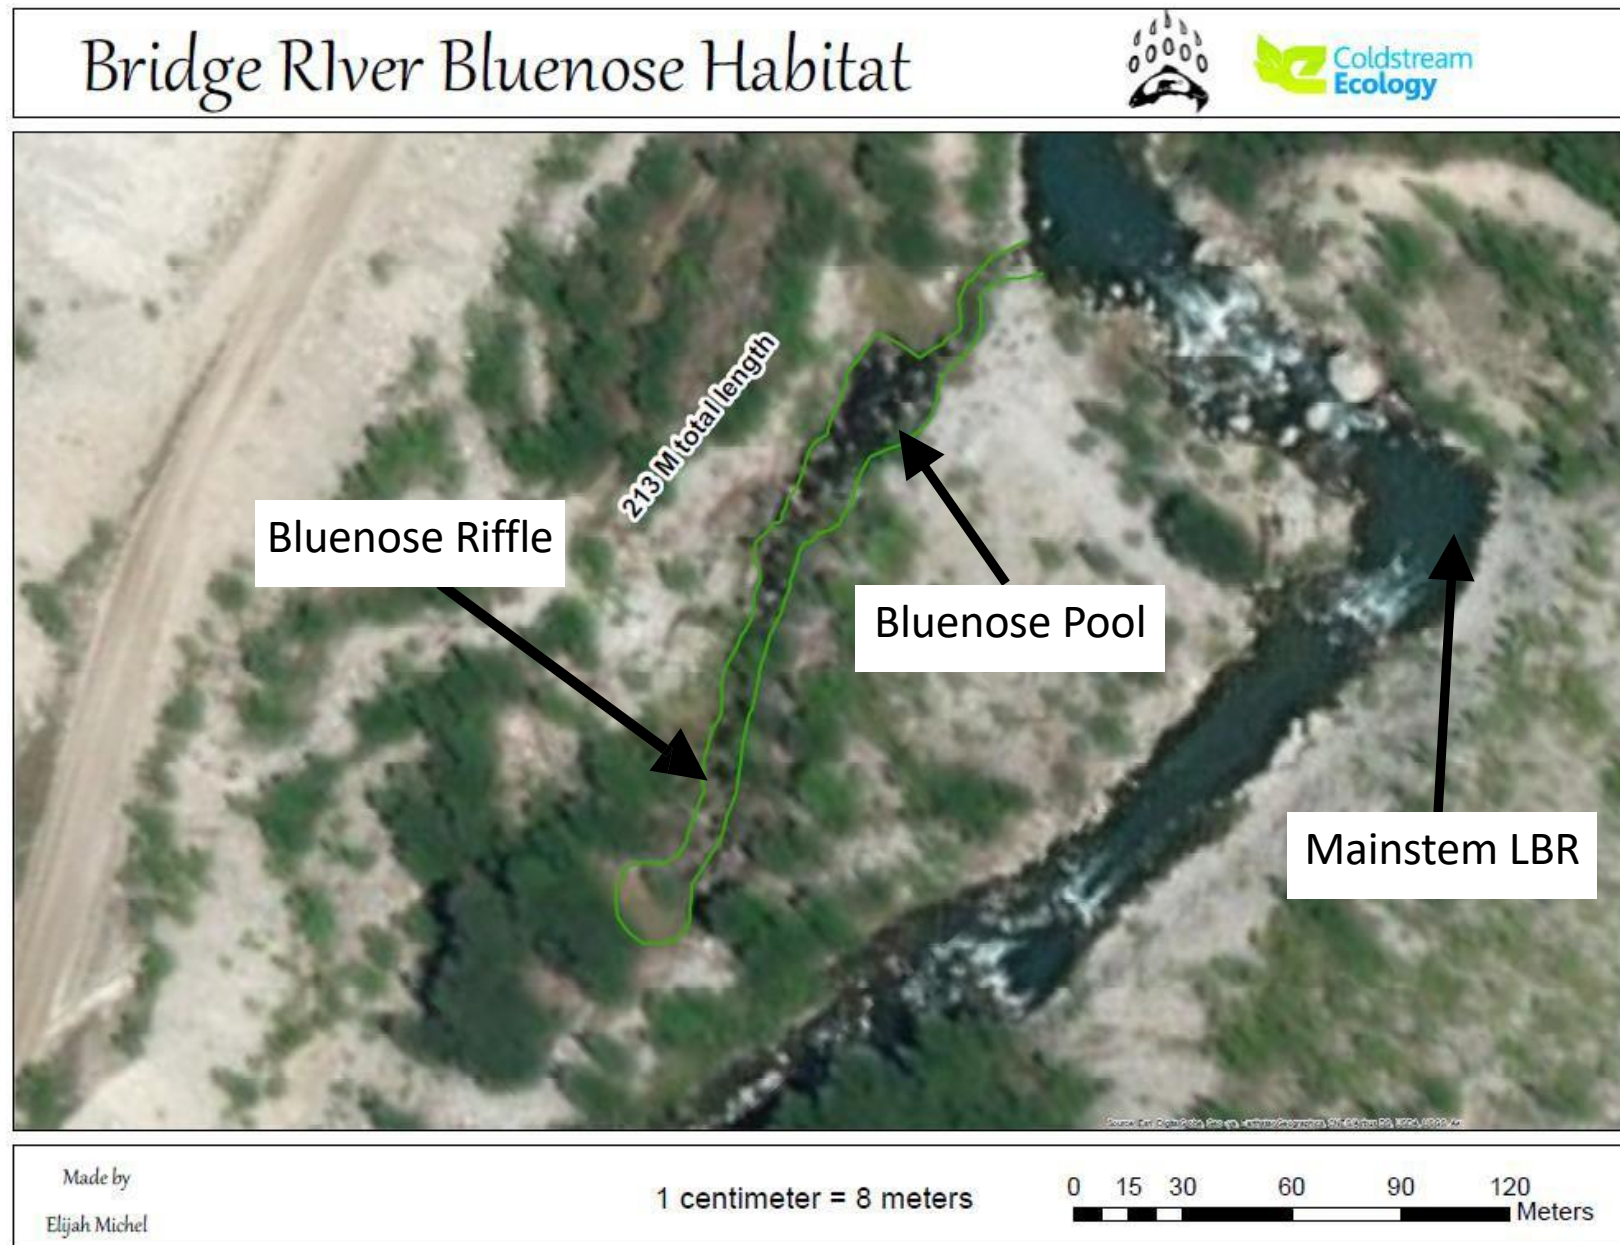 Bridge RIver Bluenose Habitat
Coldstream
Ecology
213 M total length
Bluenose Riffle
Bluenose Pool
Mainstem LBR
Made by
Elijah Michel
1 centimeter = 8 meters
0 15 30 60 90 120
Meters